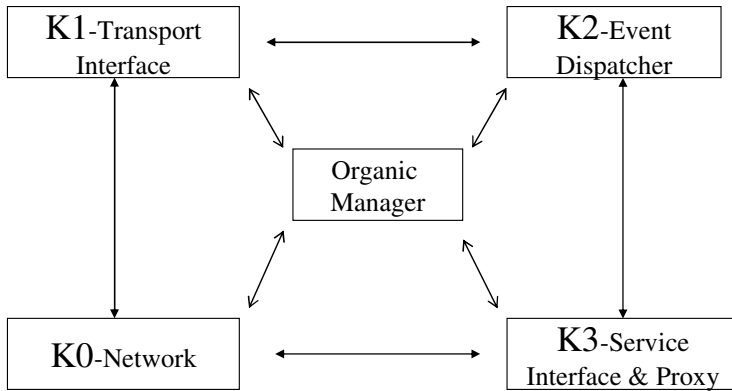 K1-Transport
Interface
K2-Event
Dispatcher
Organic
Manager
K0-Network
K3-Service
Interface & Proxy